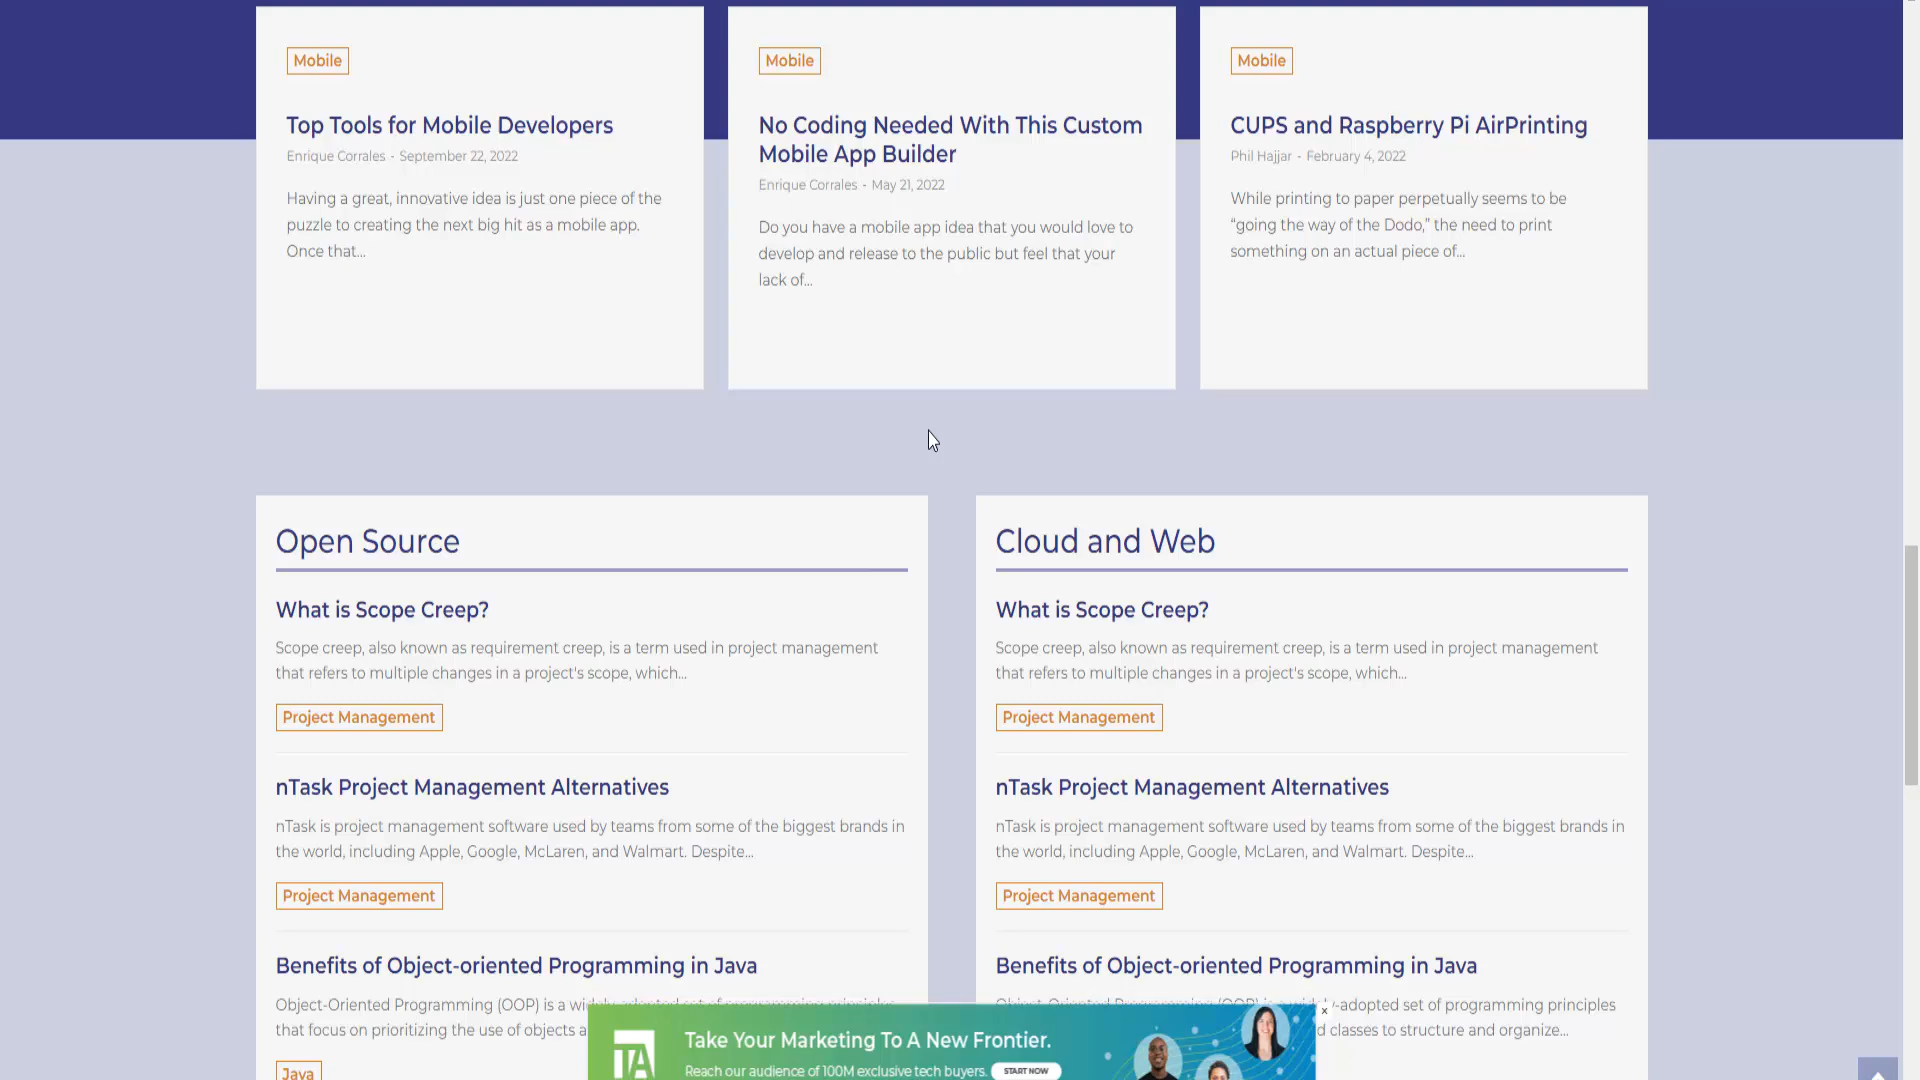 Mobile
Top Tools for Mobile Developers
Enrique Corrales - September 22, 2022
Having a great, innovative idea is just one piece of the
puzzle to creating the next big hit as a mobile app.
Once that...
Mobile
No Coding Needed With This Custom
Mobile App Builder
Enrique Corrales - May 21, 2022
Do you have a mobile app idea that you would love to
develop and release to the public but feel that your
lack of...
Mobile
CUPS and Raspberry Pi AirPrinting
Phil Hajjar - February 4, 2022
While printing to paper perpetually seems to be
“going the way of the Dodo,” the need to print
something on an actual piece of...
Open Source
What is Scope Creep?
Scope creep, also known as requirement creep, is a term used in project management
that refers to multiple changes in a project's scope, which...
Project Management
nTask Project Management Alternatives
nTask is project management software used by teams from some of the biggest brands in
the world, including Apple, Google, McLaren, and Walmart. Despite...
Project Management
Benefits of Object-oriented Programming in Java
Object-Oriented Programming (OOP) is a widely-adopted set of programming principles
that focus on prioritizing the use of objects a
Java
Cloud and Web
What is Scope Creep?
Scope creep, also known as requirement creep, is a term used in project management
that refers to multiple changes in a project's scope, which...
Project Management
nTask Project Management Alternatives
nTask is project management software used by teams from some of the biggest brands in
the world, including Apple, Google, McLaren, and Walmart. Despite...
Project Management
Benefits of Object-oriented Programming in Java
Object-Oriented Programming (OOP) is a widely-adopted set of programming principles
d classes to structure and organize...
TA
Take Your Marketing To A New Frontier.
Reach our audience of 100M exclusive tech buyers.
START NOW
x